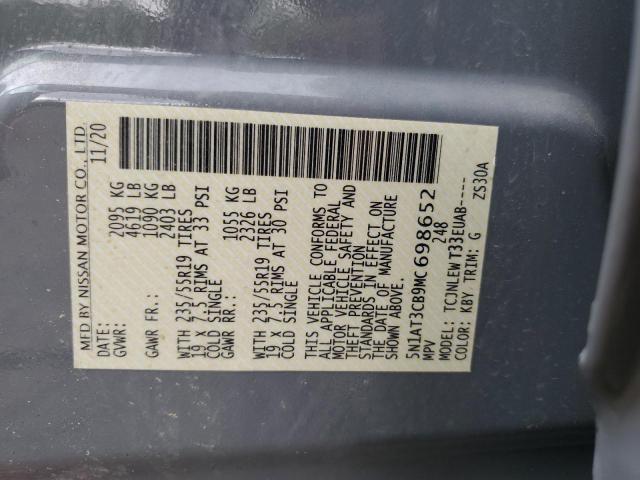 MFD BY NISSAN MOTOR CO., LTD
DATE: 11/20
GVWR: 2095 KG
4619 LB
GAWR FR: 1090 KG
2403 LB
WITH 235/55R19 TIRES
19 X 7.5 RIMS AT 33 PSI
COLD SINGLE
GAWR RR: 1055 KG
2326 LB
WITH 235/55R19 TIRES
19 X 7.5 RIMS AT 30 PSI
COLD SINGLE
THIS VEHICLE CONFORMS TO
ALL APPLICABLE FEDERAL
MOTOR VEHICLE SAFETY AND
THEFT PREVENTION
STANDARDS IN EFFECT ON
THE DATE OF MANUFACTURE
SHOWN ABOVE.
5N1AT3CB9MC698652
MPV 248
MODEL: TCJNLEWT33EUAB----
COLOR: KBY TRIM: G ZS30A